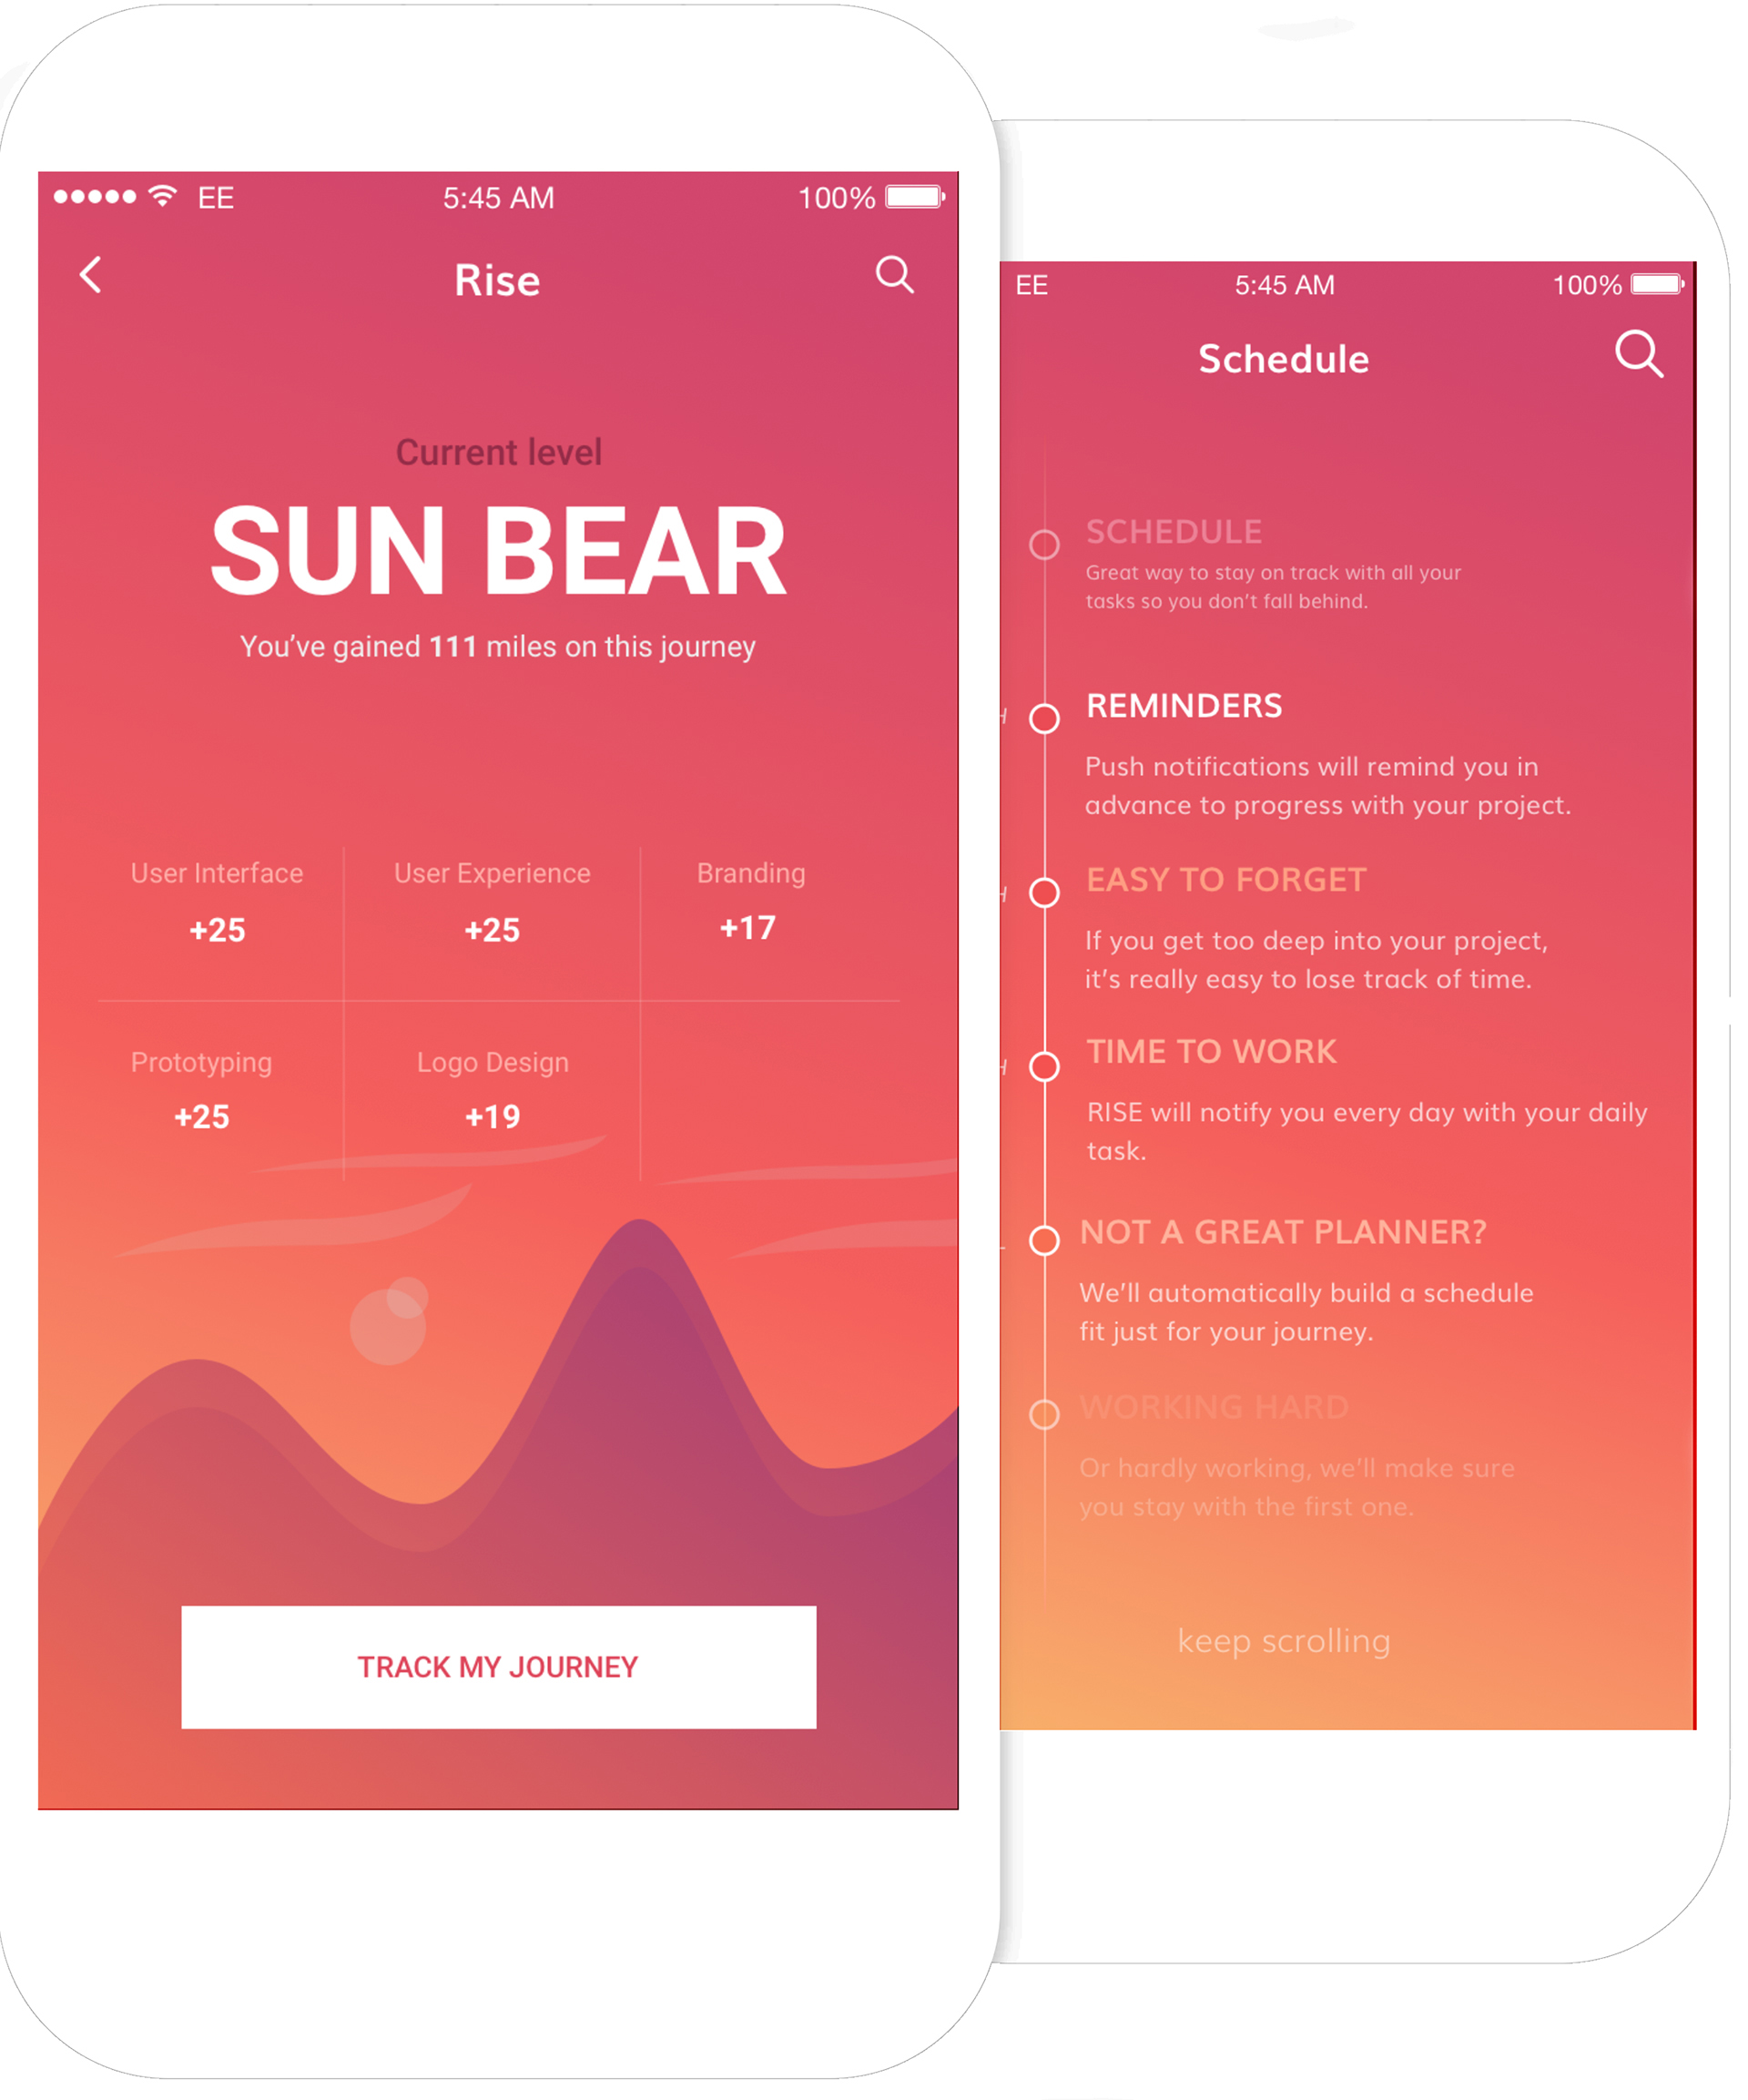 EE 5:45 AM 100%
Rise
Current level
SUN BEAR
You’ve gained 111 miles on this journey
User Interface User Experience Branding
+25 +25 +17
Prototyping Logo Design
+25 +19
TRACK MY JOURNEY
EE 5:45 AM 100%
Schedule
SCHEDULE
Great way to stay on track with all your
tasks so you don’t fall behind.
REMINDERS
Push notifications will remind you in
advance to progress with your project.
EASY TO FORGET
If you get too deep into your project,
it’s really easy to lose track of time.
TIME TO WORK
RISE will notify you every day with your daily
task.
NOT A GREAT PLANNER?
We’ll automatically build a schedule
fit just for your journey.
WORKING HARD
Or hardly working, we’ll make sure
you stay with the first one.
keep scrolling